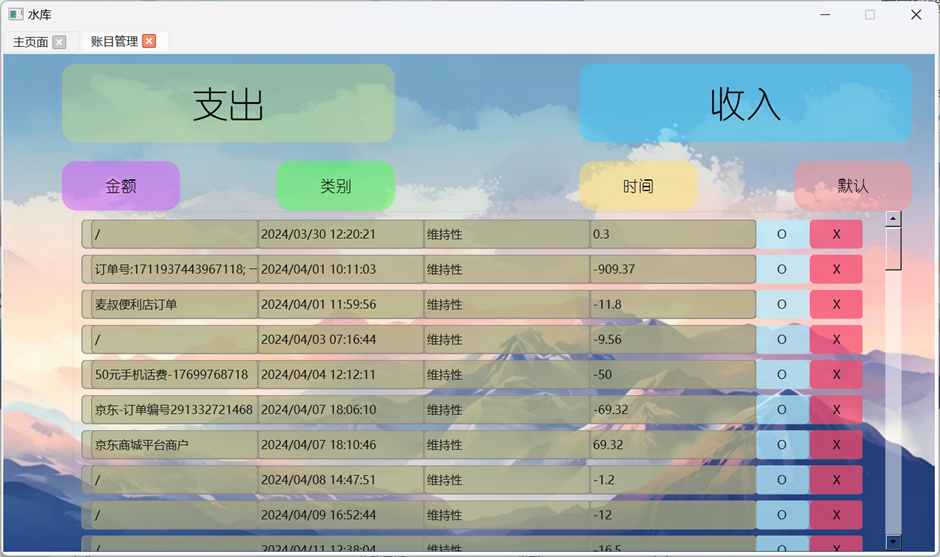 水库
主页面 账目管理
支出 收入
金额 类别 时间 默认
/ 2024/03/30 12:20:21 维持性 0.3 O X
订单号:1711937443967118; 一 2024/04/01 10:11:03 维持性 -909.37 O X
麦叔便利店订单 2024/04/01 11:59:56 维持性 -11.8 O X
/ 2024/04/03 07:16:44 维持性 -9.56 O X
50元手机话费-17699768718 2024/04/04 12:12:11 维持性 -50 O X
京东-订单编号291332721468 2024/04/07 18:06:10 维持性 -69.32 O X
京东商城平台商户 2024/04/07 18:10:46 维持性 69.32 O X
/ 2024/04/08 14:47:51 维持性 -1.2 O X
/ 2024/04/09 16:52:44 维持性 -12 O X
/ 2024/04/11 12:38:04 维持性 -16.5 O X